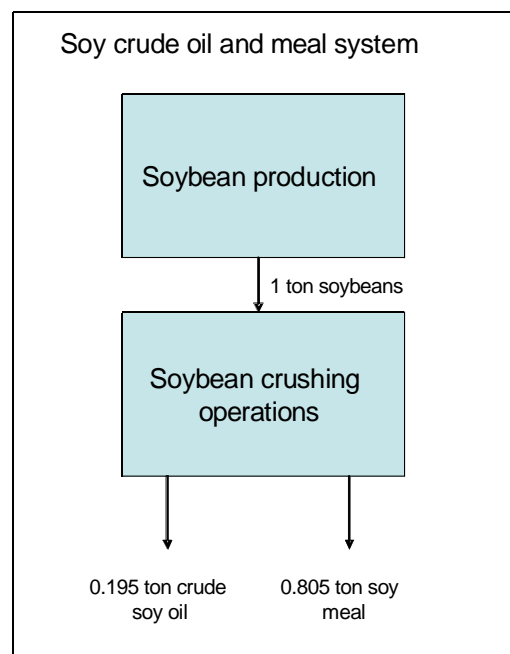 Soy crude oil and meal system
Soybean production
1 ton soybeans
Soybean crushing
operations
0.195 ton crude
soy oil
0.805 ton soy
meal